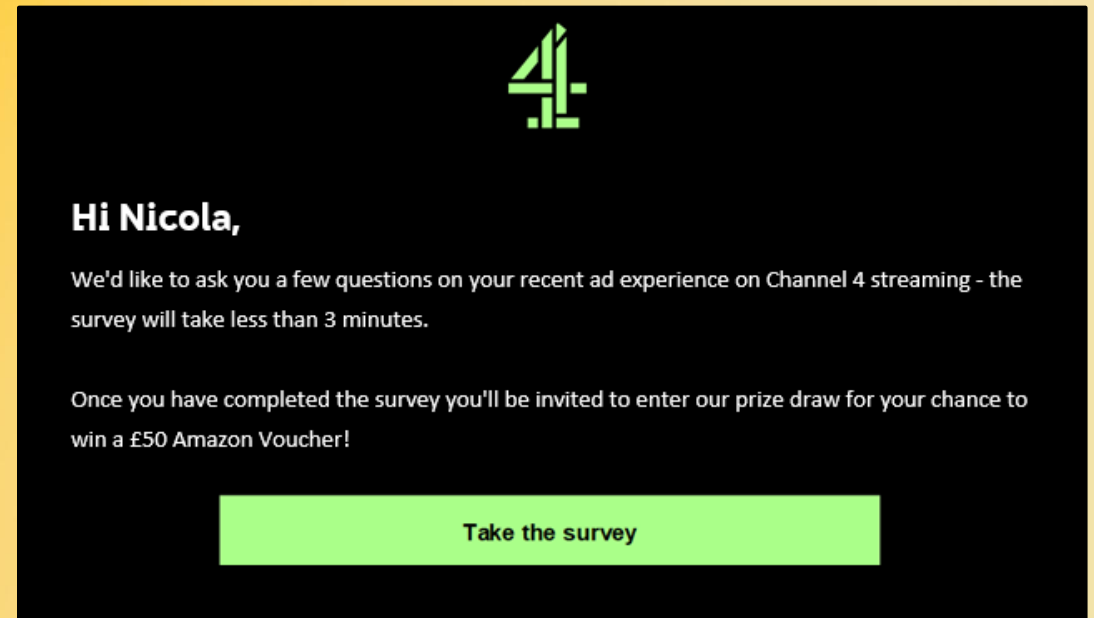 4
Hi Nicola,
We'd like to ask you a few questions on your recent ad experience on Channel 4 streaming - the
survey will take less than 3 minutes.
Once you have completed the survey you'll be invited to enter our prize draw for your chance to
win a £50 Amazon Voucher!
Take the survey